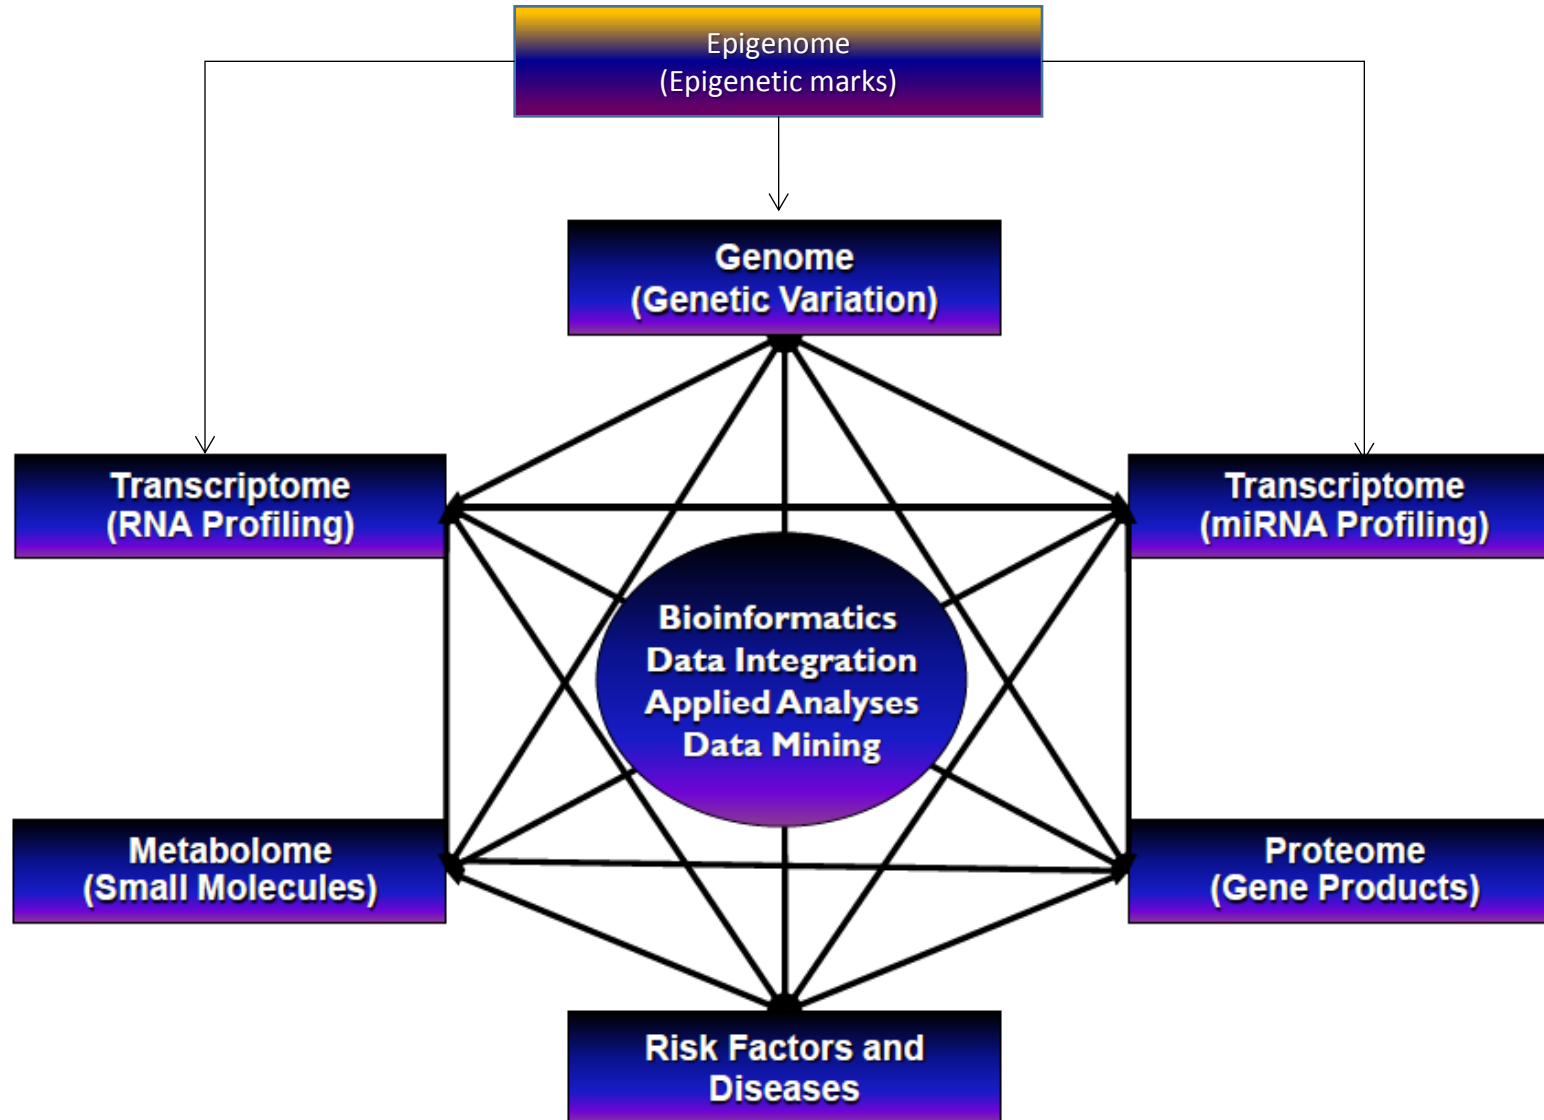 Epigenome
(Epigenetic marks)
Genome
(Genetic Variation)
Transcriptome
(RNA Profiling)
Transcriptome
(miRNA Profiling)
Bioinformatics
Data Integration
Applied Analyses
Data Mining
Metabolome
(Small Molecules)
Proteome
(Gene Products)
Risk Factors and
Diseases